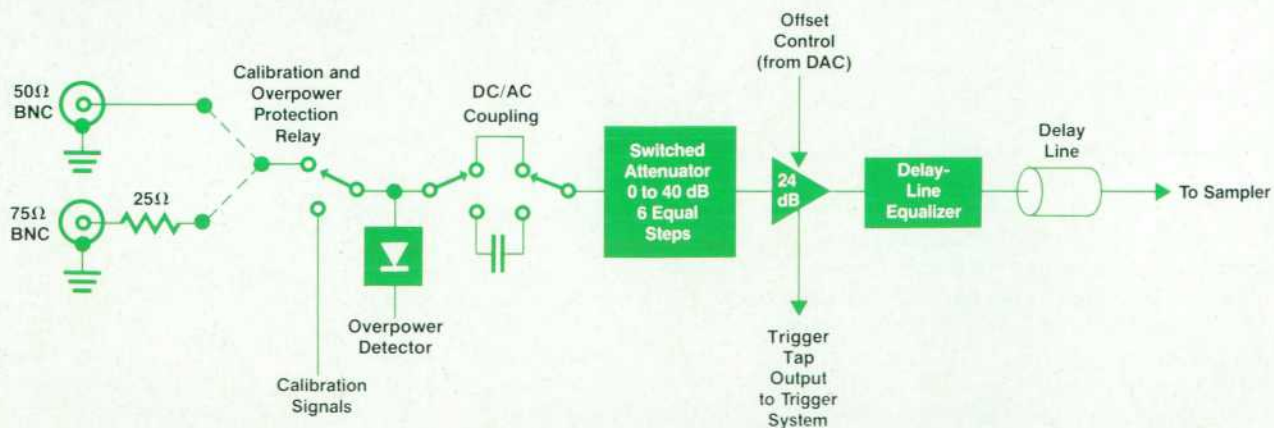 50Ω
BNC
75Ω
BNC
25Ω
Calibration and
Overpower
Protection
Relay
Calibration
Signals
Overpower
Detector
DC/AC
Coupling
Switched
Attenuator
0 to 40 dB
6 Equal
Steps
Offset
Control
(from DAC)
24
dB
Trigger
Tap
Output
to Trigger
System
Delay-
Line
Equalizer
Delay
Line
To Sampler